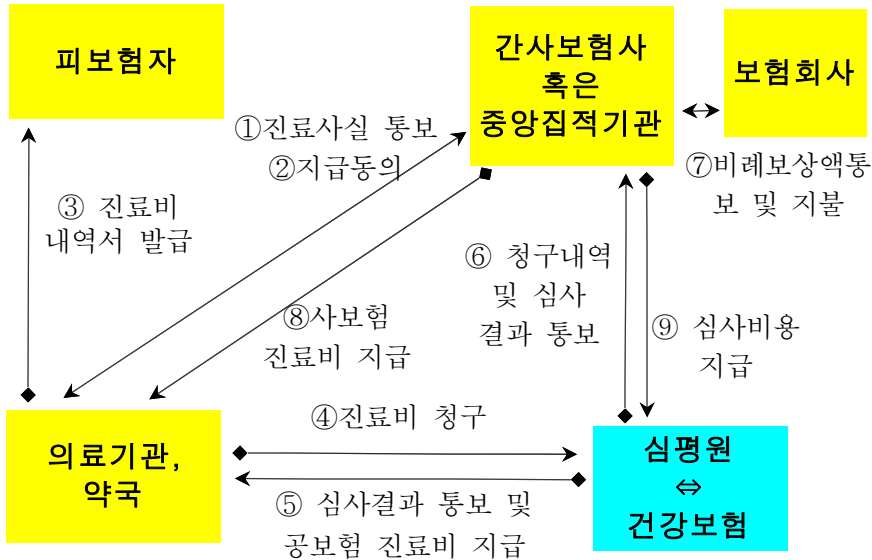 피보험자
간사보험사
혹은
중앙집적기관
보험회사
①진료사실 통보
②지급동의
⑦비례보상액통
보 및 지불
③ 진료비
내역서 발급
⑥ 청구내역
및 심사
결과 통보
⑧사보험
진료비 지급
⑨ 심사비용
지급
④진료비 청구
의료기관,
약국
심평원
⇔
건강보험
⑤ 심사결과 통보 및
공보험 진료비 지급